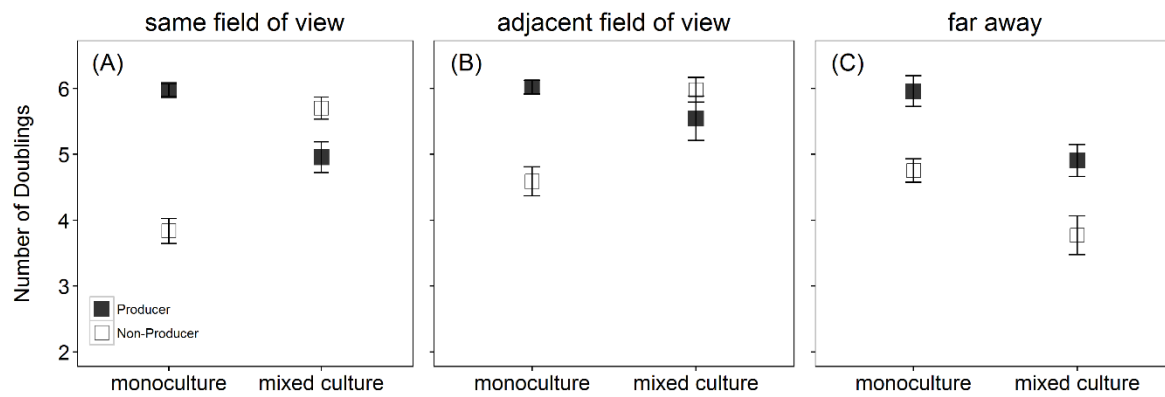 same field of view
adjacent field of view
far away
(A)
(B)
(C)
Number of Doublings
6
5
4
3
2
Producer
Non-Producer
monoculture
mixed culture
monoculture
mixed culture
monoculture
mixed culture